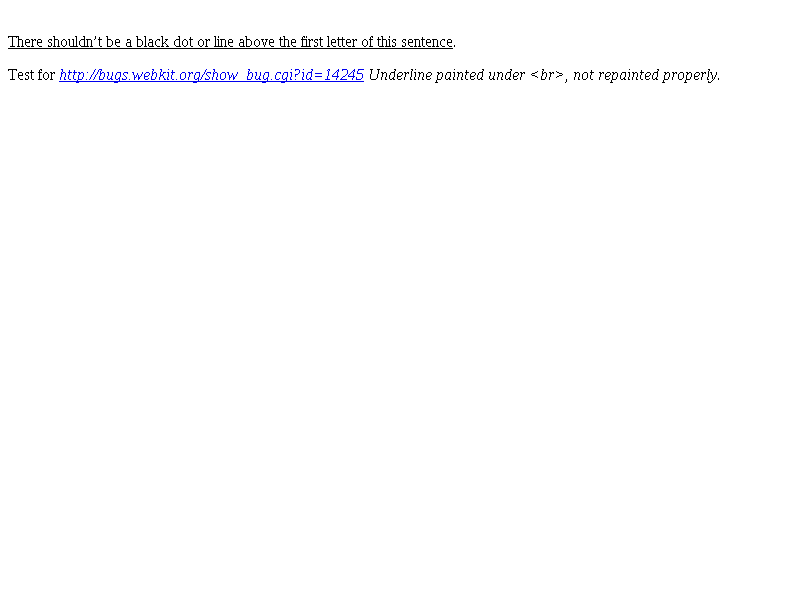 There shouldn't be a black dot or line above the first letter of this sentence.
Test for http://bugs.webkit.org/show_bug.cgi?id=14245 Underline painted under <br>, not repainted properly.